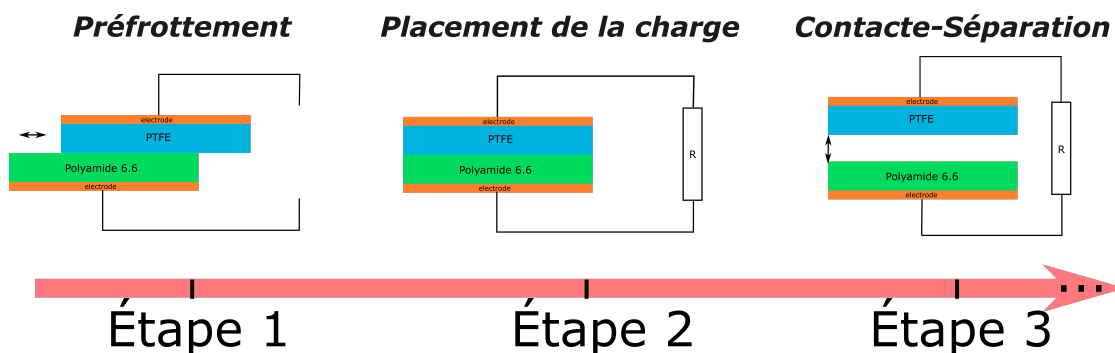 Préfrottement
Placement de la charge
Contacte-Séparation
electrode
PTFE
Polyamide 6.6
electrode
electrode
PTFE
Polyamide 6.6
electrode
R
electrode
PTFE
Polyamide 6.6
electrode
R
...
Étape 1
Étape 2
Étape 3